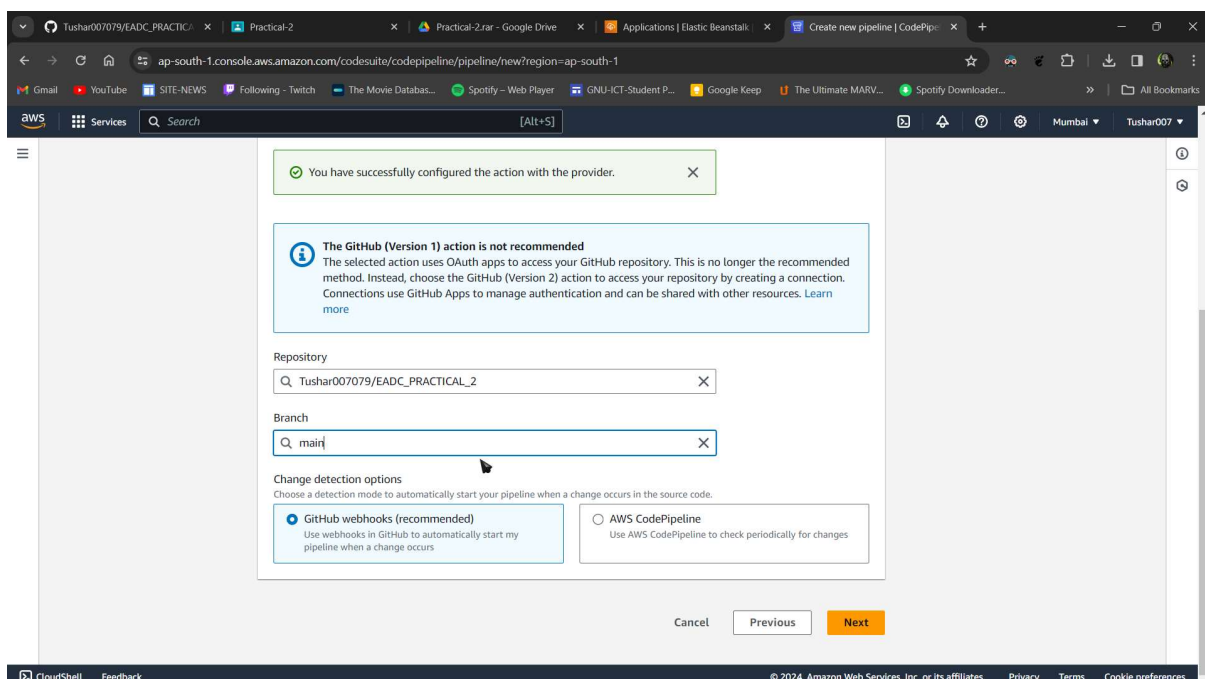 Tushar007079/EADC_PRACTICA
Practical-2
Practical-2.rar - Google Drive
Applications | Elastic Beanstalk
Create new pipeline | CodePipe
ap-south-1.console.aws.amazon.com/codesuite/codepipeline/pipeline/new?region=ap-south-1
Gmail YouTube SITE-NEWS Following - Twitch The Movie Databas... Spotify – Web Player GNU-ICT-Student P... Google Keep The Ultimate MARV... Spotify Downloader... » All Bookmarks
aws Services Search [Alt+S] Mumbai Tushar007
You have successfully configured the action with the provider.
The GitHub (Version 1) action is not recommended
The selected action uses OAuth apps to access your GitHub repository. This is no longer the recommended
method. Instead, choose the GitHub (Version 2) action to access your repository by creating a connection.
Connections use GitHub Apps to manage authentication and can be shared with other resources. Learn
more
Repository
Tushar007079/EADC_PRACTICAL_2
Branch
main
Change detection options
Choose a detection mode to automatically start your pipeline when a change occurs in the source code.
GitHub webhooks (recommended)
Use webhooks in GitHub to automatically start my
pipeline when a change occurs
AWS CodePipeline
Use AWS CodePipeline to check periodically for changes
Cancel Previous Next
CloudShell Feedback © 2024, Amazon Web Services, Inc. or its affiliates. Privacy Terms Cookie preferences